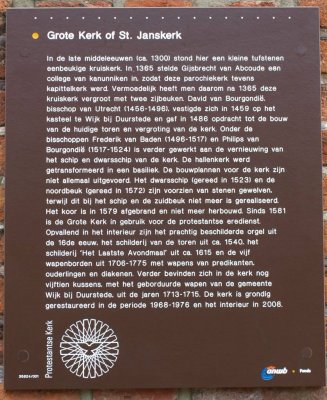 Grote Kerk of St. Janskerk
In de late middeleeuwen (ca. 1300) stond hier een kleine tufstenen
eenbeukige kruiskerk. In 1365 stelde Gijsbrecht van Abcoude een
college van kanunniken in, zodat deze parochiekerk tevens
kapittelkerk werd. Vermoedelijk heeft men daarom na 1365 deze
kruiskerk vergroot met twee zijbeuken. David van Bourgondië,
bisschop van Utrecht (1456-1496), vestigde zich in 1459 op het
kasteel te Wijk bij Duurstede en gaf in 1486 opdracht tot de bouw
van de huidige toren en vergroting van de kerk. Onder de
bisschoppen Frederik van Baden (1496-1517) en Philips van
Bourgondië (1517-1524) is verder gewerkt aan de vernieuwing van
het schip en dwarsschip van de kerk. De hallenkerk werd
getransformeerd in een basiliek. De bouwplannen voor de kerk zijn
niet allemaal uitgevoerd. Het dwarsschip (gereed in 1523) en de
noordbeuk (gereed in 1572) zijn voorzien van stenen gewelven,
terwijl dit bij het schip en de zuidbeuk niet meer is gerealiseerd.
Het koor is in 1579 afgebrand en niet meer herbouwd. Sinds 1581
is de Grote Kerk in gebruik voor de protestantse eredienst.
Opvallend in het interieur zijn het prachtig beschilderde orgel uit
de 16de eeuw, het schilderij van de toren uit ca. 1540, het
schilderij 'Het Laatste Avondmaal' uit ca. 1615 en de vijf
wapenborden uit 1706-1775 met wapens van predikanten,
ouderlingen en diakenen. Verder bevinden zich in de kerk nog
vijftien kussens, met het geborduurde wapen van de gemeente
Wijk bij Duurstede, uit de jaren 1713-1715. De kerk is grondig
gerestaureerd in de periode 1968-1976 en het interieur in 2008.
Protestantse Kerk
35824/001
anwb Fonds